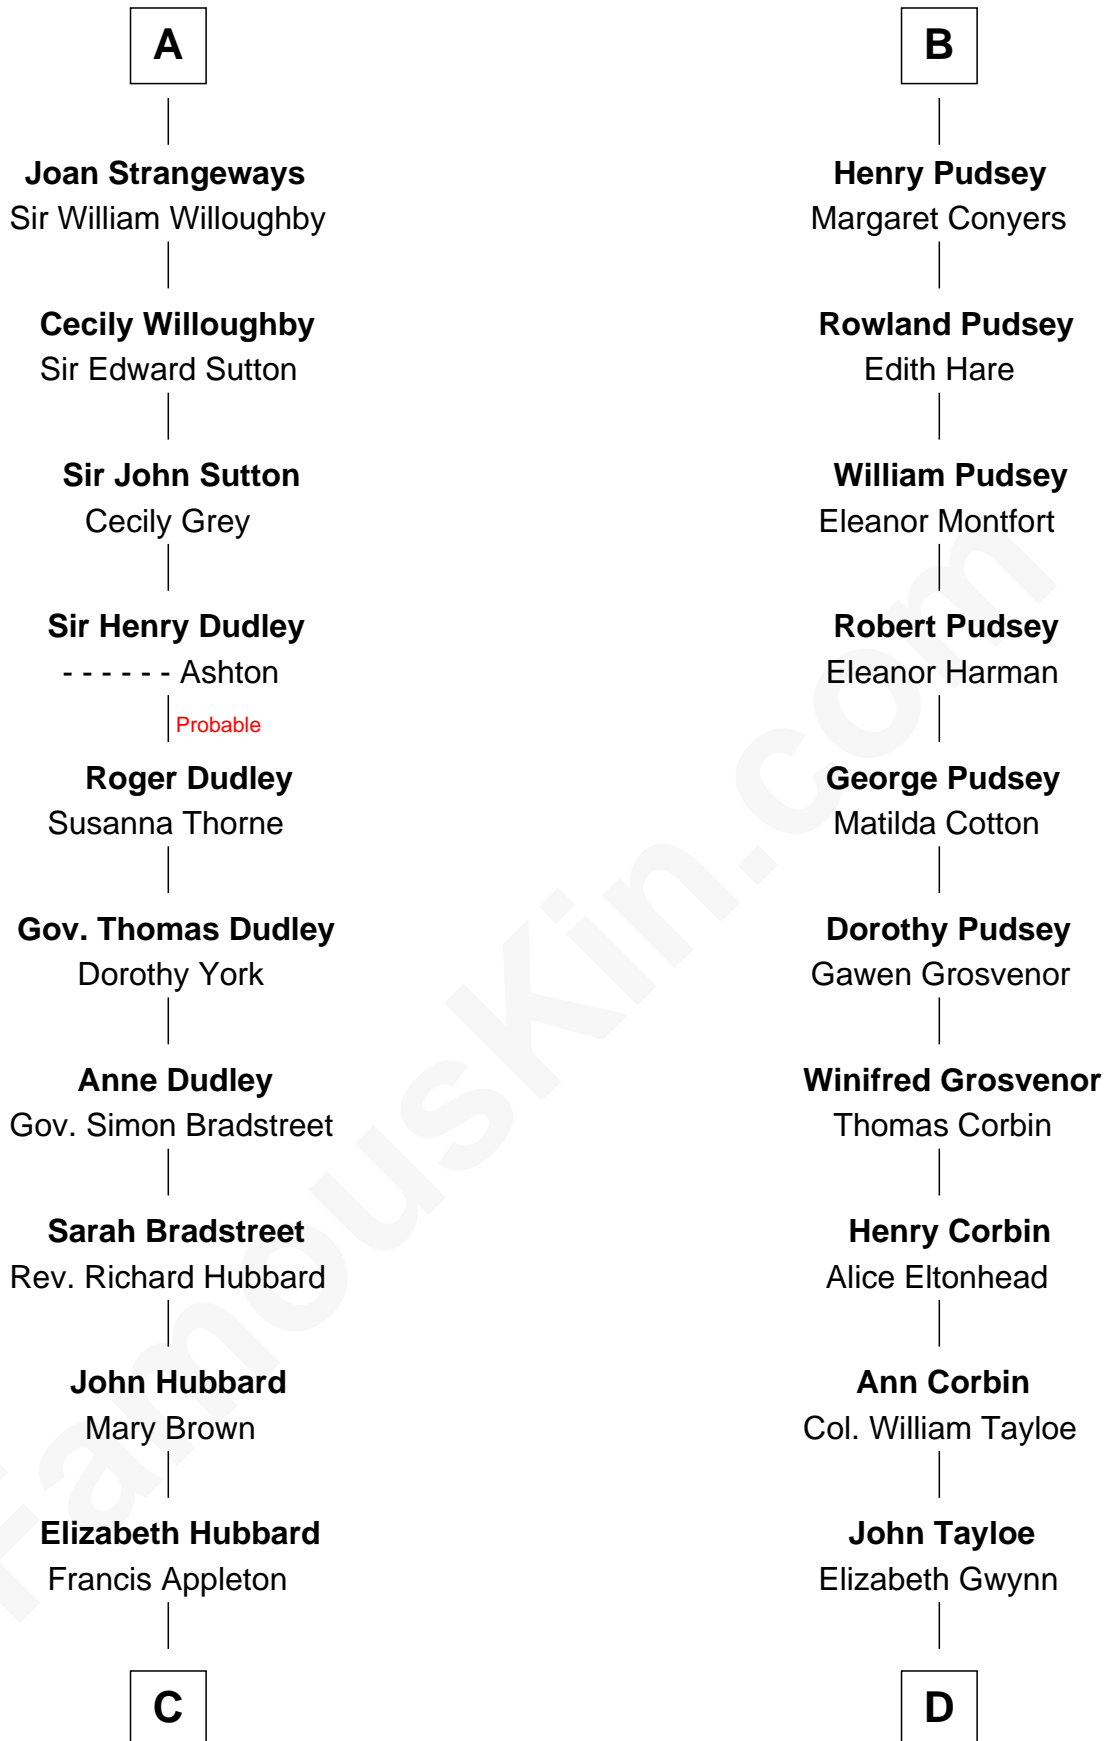 A
Joan Strangeways
Sir William Willoughby
Cecily Willoughby
Sir Edward Sutton
Sir John Sutton
Cecily Grey
Sir Henry Dudley
- - - - - - Ashton
Probable
Roger Dudley
Susanna Thorne
Gov. Thomas Dudley
Dorothy York
Anne Dudley
Gov. Simon Bradstreet
Sarah Bradstreet
Rev. Richard Hubbard
John Hubbard
Mary Brown
Elizabeth Hubbard
Francis Appleton
C
B
Henry Pudsey
Margaret Conyers
Rowland Pudsey
Edith Hare
William Pudsey
Eleanor Montfort
Robert Pudsey
Eleanor Harman
George Pudsey
Matilda Cotton
Dorothy Pudsey
Gawen Grosvenor
Winifred Grosvenor
Thomas Corbin
Henry Corbin
Alice Eltonhead
Ann Corbin
Col. William Tayloe
John Tayloe
Elizabeth Gwynn
D
FamousKin.com